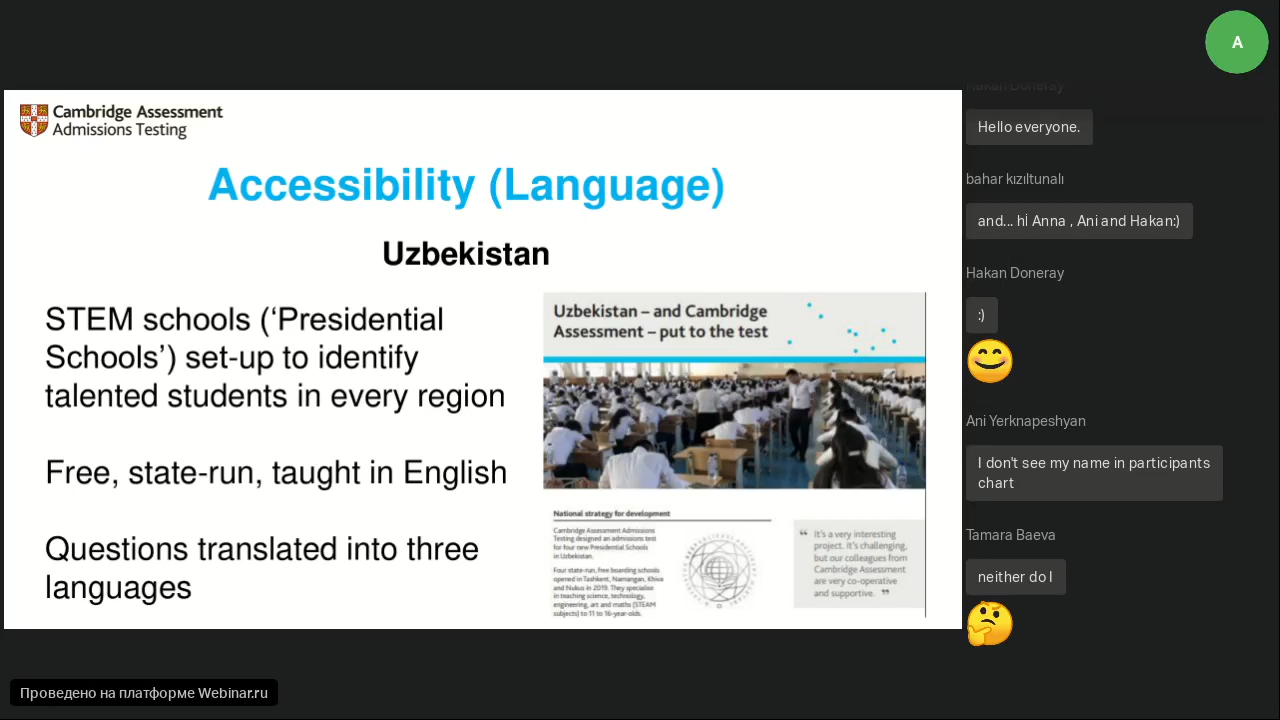 A
Cambridge Assessment
Admissions Testing
Accessibility (Language)
Uzbekistan
STEM schools (‘Presidential
Schools’) set-up to identify
talented students in every region
Free, state-run, taught in English
Questions translated into three
languages
Uzbekistan – and Cambridge
Assessment – put to the test
National strategy for development
Cambridge Assessment Admissions
Testing designed an admissions test
for four new Presidential Schools
in Uzbekistan.
Four state-run, free boarding schools
opened in Tashkent, Namangan, Khiva
and Nukus in 2019. They specialise
in teaching science, technology,
engineering, art and maths (STEAM
subjects) to 11 to 16-year-olds.
“ It’s a very interesting
project. It’s challenging,
but our colleagues from
Cambridge Assessment
are very co-operative
and supportive. ”
Hakan Doneray
Hello everyone.
bahar kızıltunalı
and... hi Anna , Ani and Hakan:)
Hakan Doneray
:)
Ani Yerknapeshyan
I don't see my name in participants
chart
Tamara Baeva
neither do I
Проведено на платформе Webinar.ru